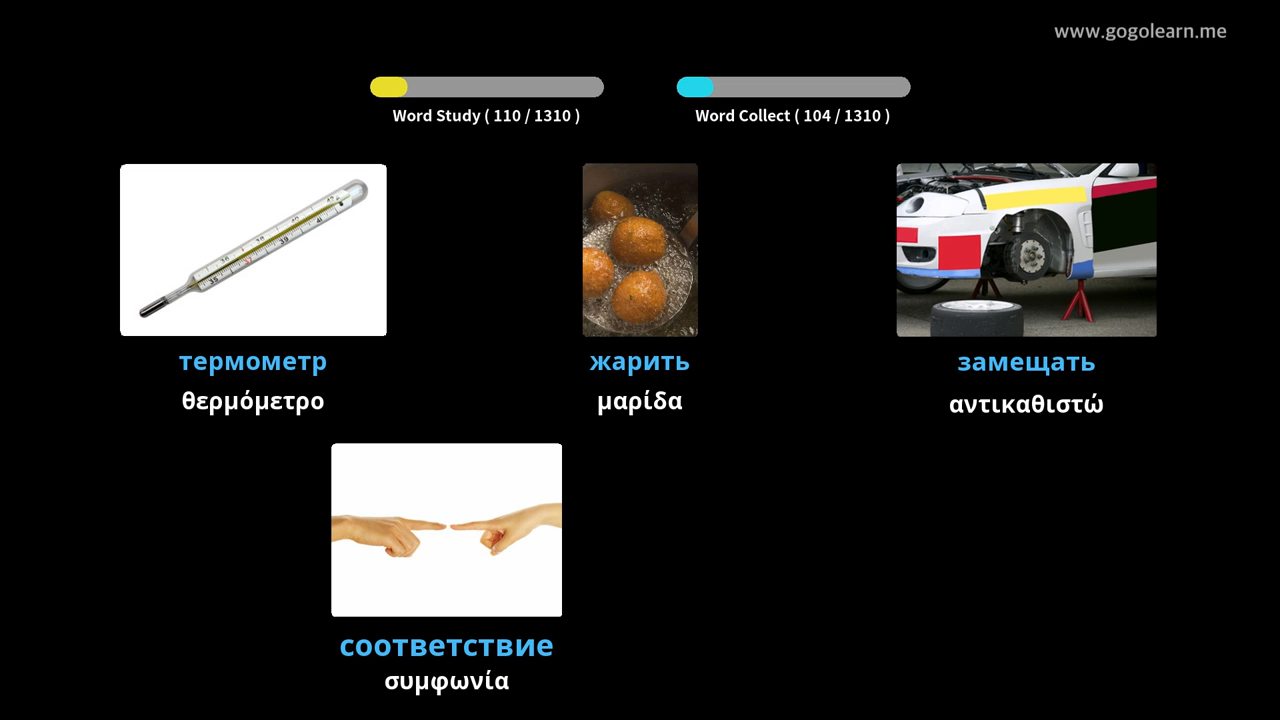 www.gogolearn.me
Word Study ( 110 / 1310 )
Word Collect ( 104 / 1310 )
термометр
θερμόμετρο
жарить
μαρίδα
замещать
αντικαθιστώ
соответствие
συμφωνία